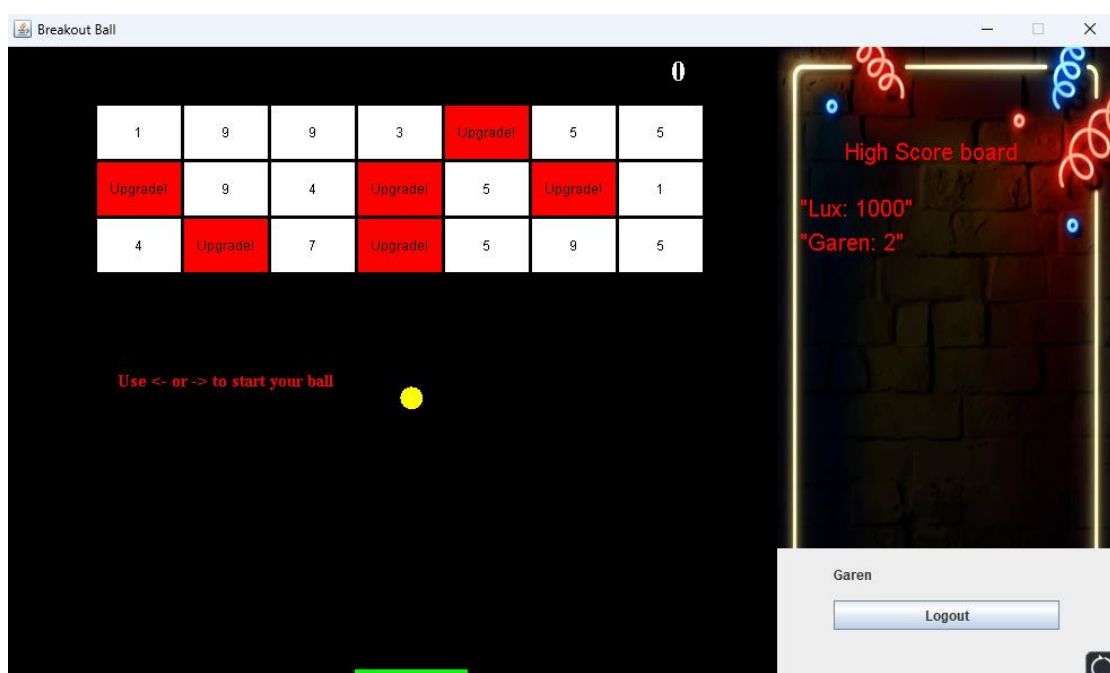 Breakout Ball
0
1 9 9 3 Upgrade! 5 5
Upgrade! 9 4 Upgrade! 5 Upgrade! 1
4 Upgrade! 7 Upgrade! 5 9 5
Use <- or -> to start your ball
High Score board
"Lux: 1000"
"Garen: 2"
Garen
Logout